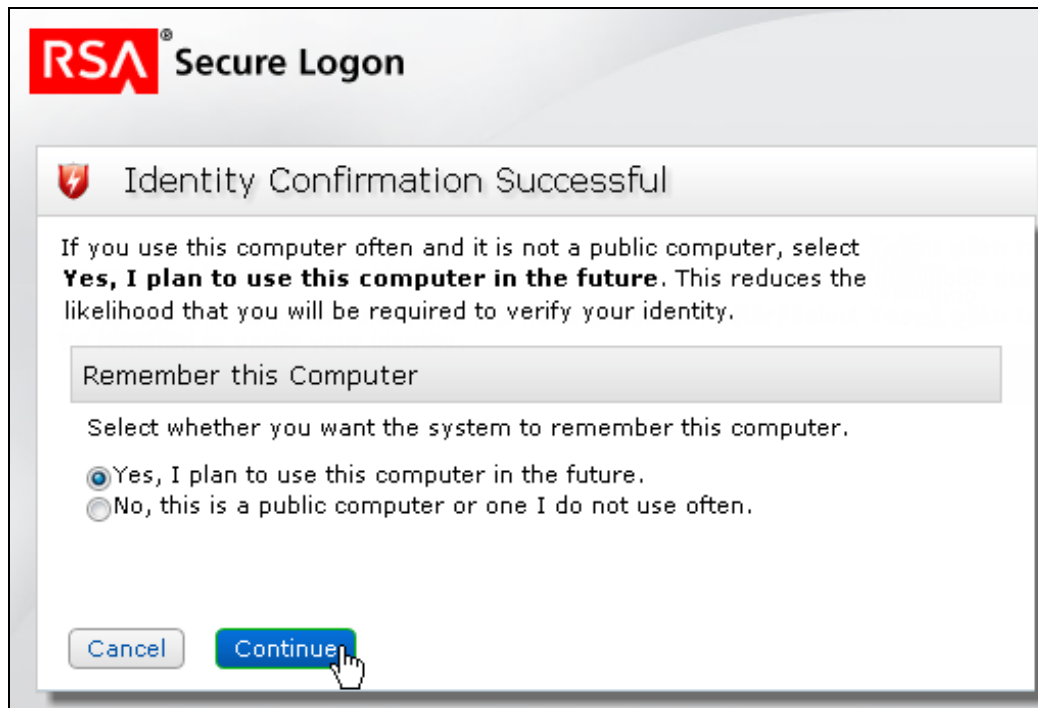 RSA® Secure Logon
Identity Confirmation Successful
If you use this computer often and it is not a public computer, select
Yes, I plan to use this computer in the future. This reduces the
likelihood that you will be required to verify your identity.
Remember this Computer
Select whether you want the system to remember this computer.
Yes, I plan to use this computer in the future.
No, this is a public computer or one I do not use often.
Cancel Continue